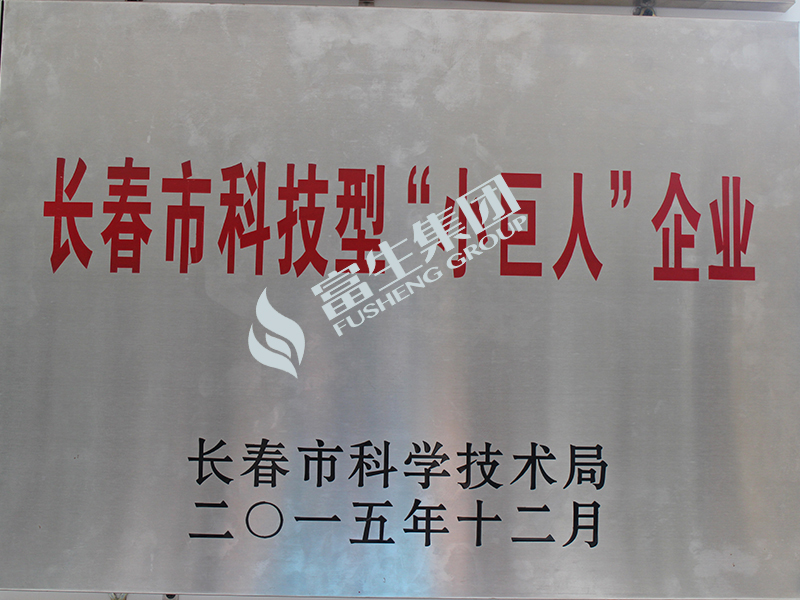 长春市科技型“小巨人”企业
富生集团
FUSHENG GROUP
长春市科学技术局
二〇一五年十二月